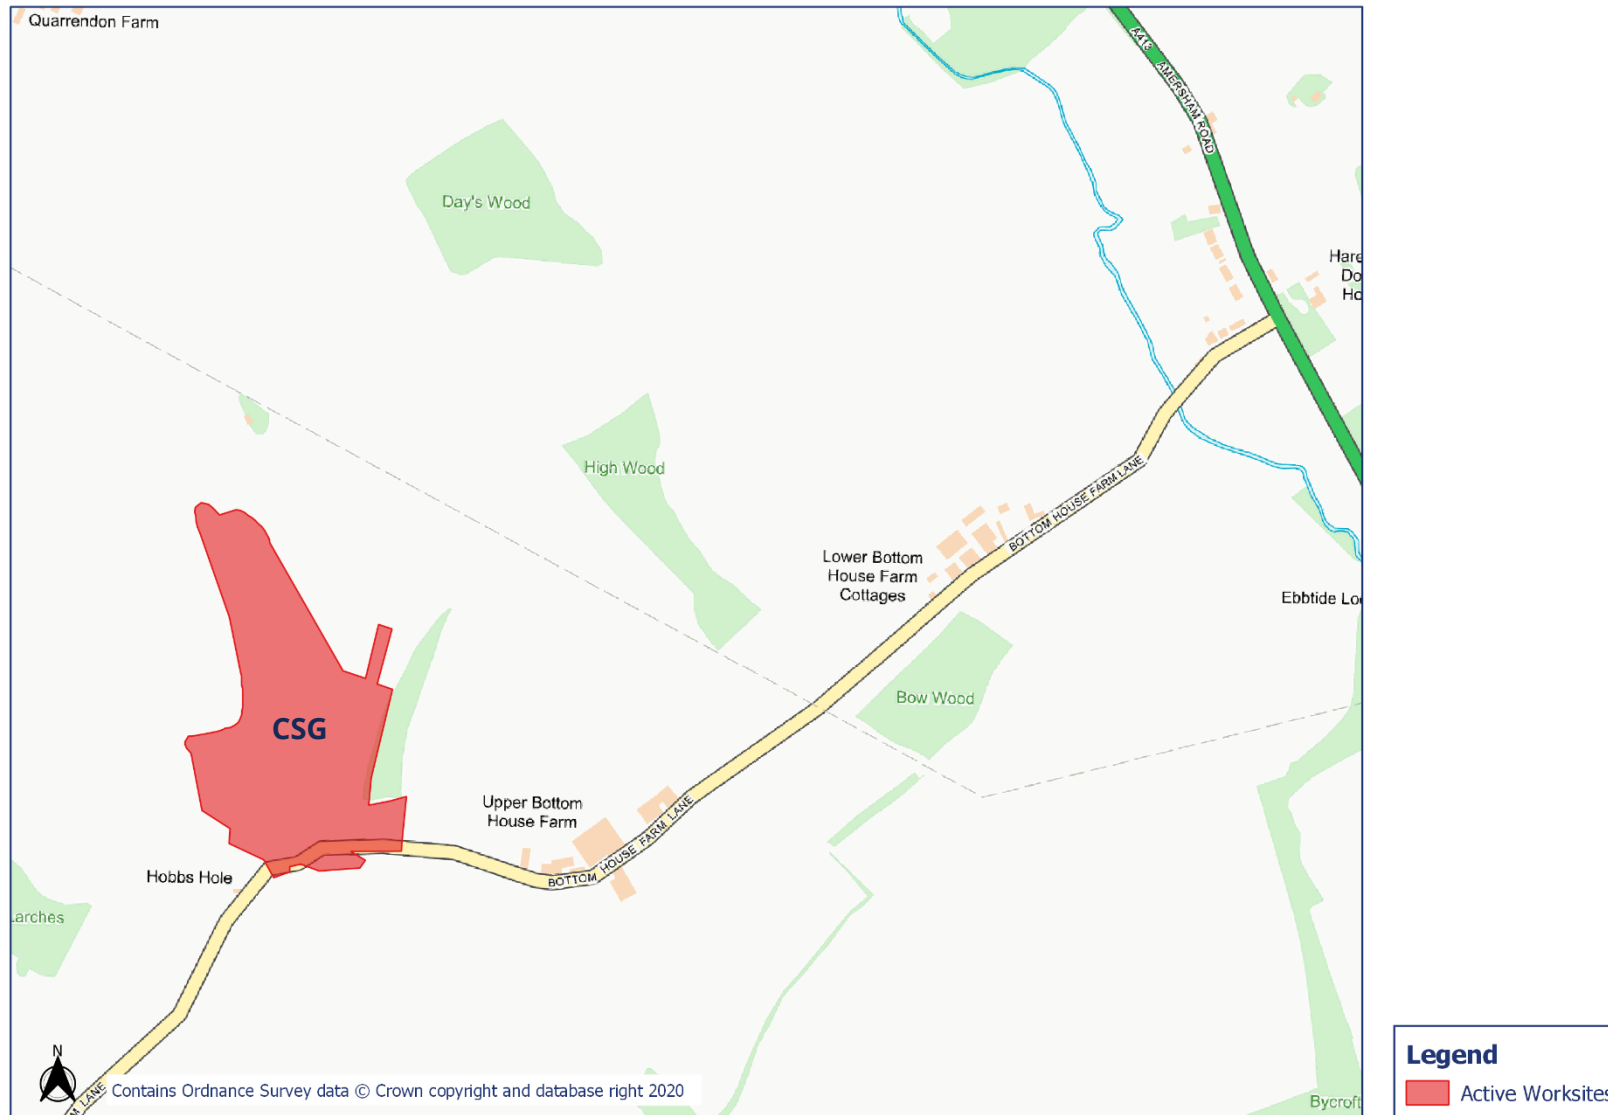 Quarrendon Farm
A413
AMERSHAM ROAD
Day's Wood
Hare
Do
Ho
High Wood
BOTTOM HOUSE FARM LANE
Lower Bottom
House Farm
Cottages
Ebbtide Lo
Bow Wood
CSG
Upper Bottom
House Farm
BOTTOM HOUSE FARM LANE
Hobbs Hole
arches
N
M LANE
Contains Ordnance Survey data © Crown copyright and database right 2020
Bycroft
Legend
Active Worksites